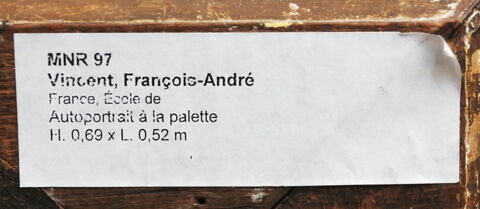 MNR 97
Vincent, François-André
France, École de
Autoportrait à la palette
H. 0,69 x L. 0,52 m